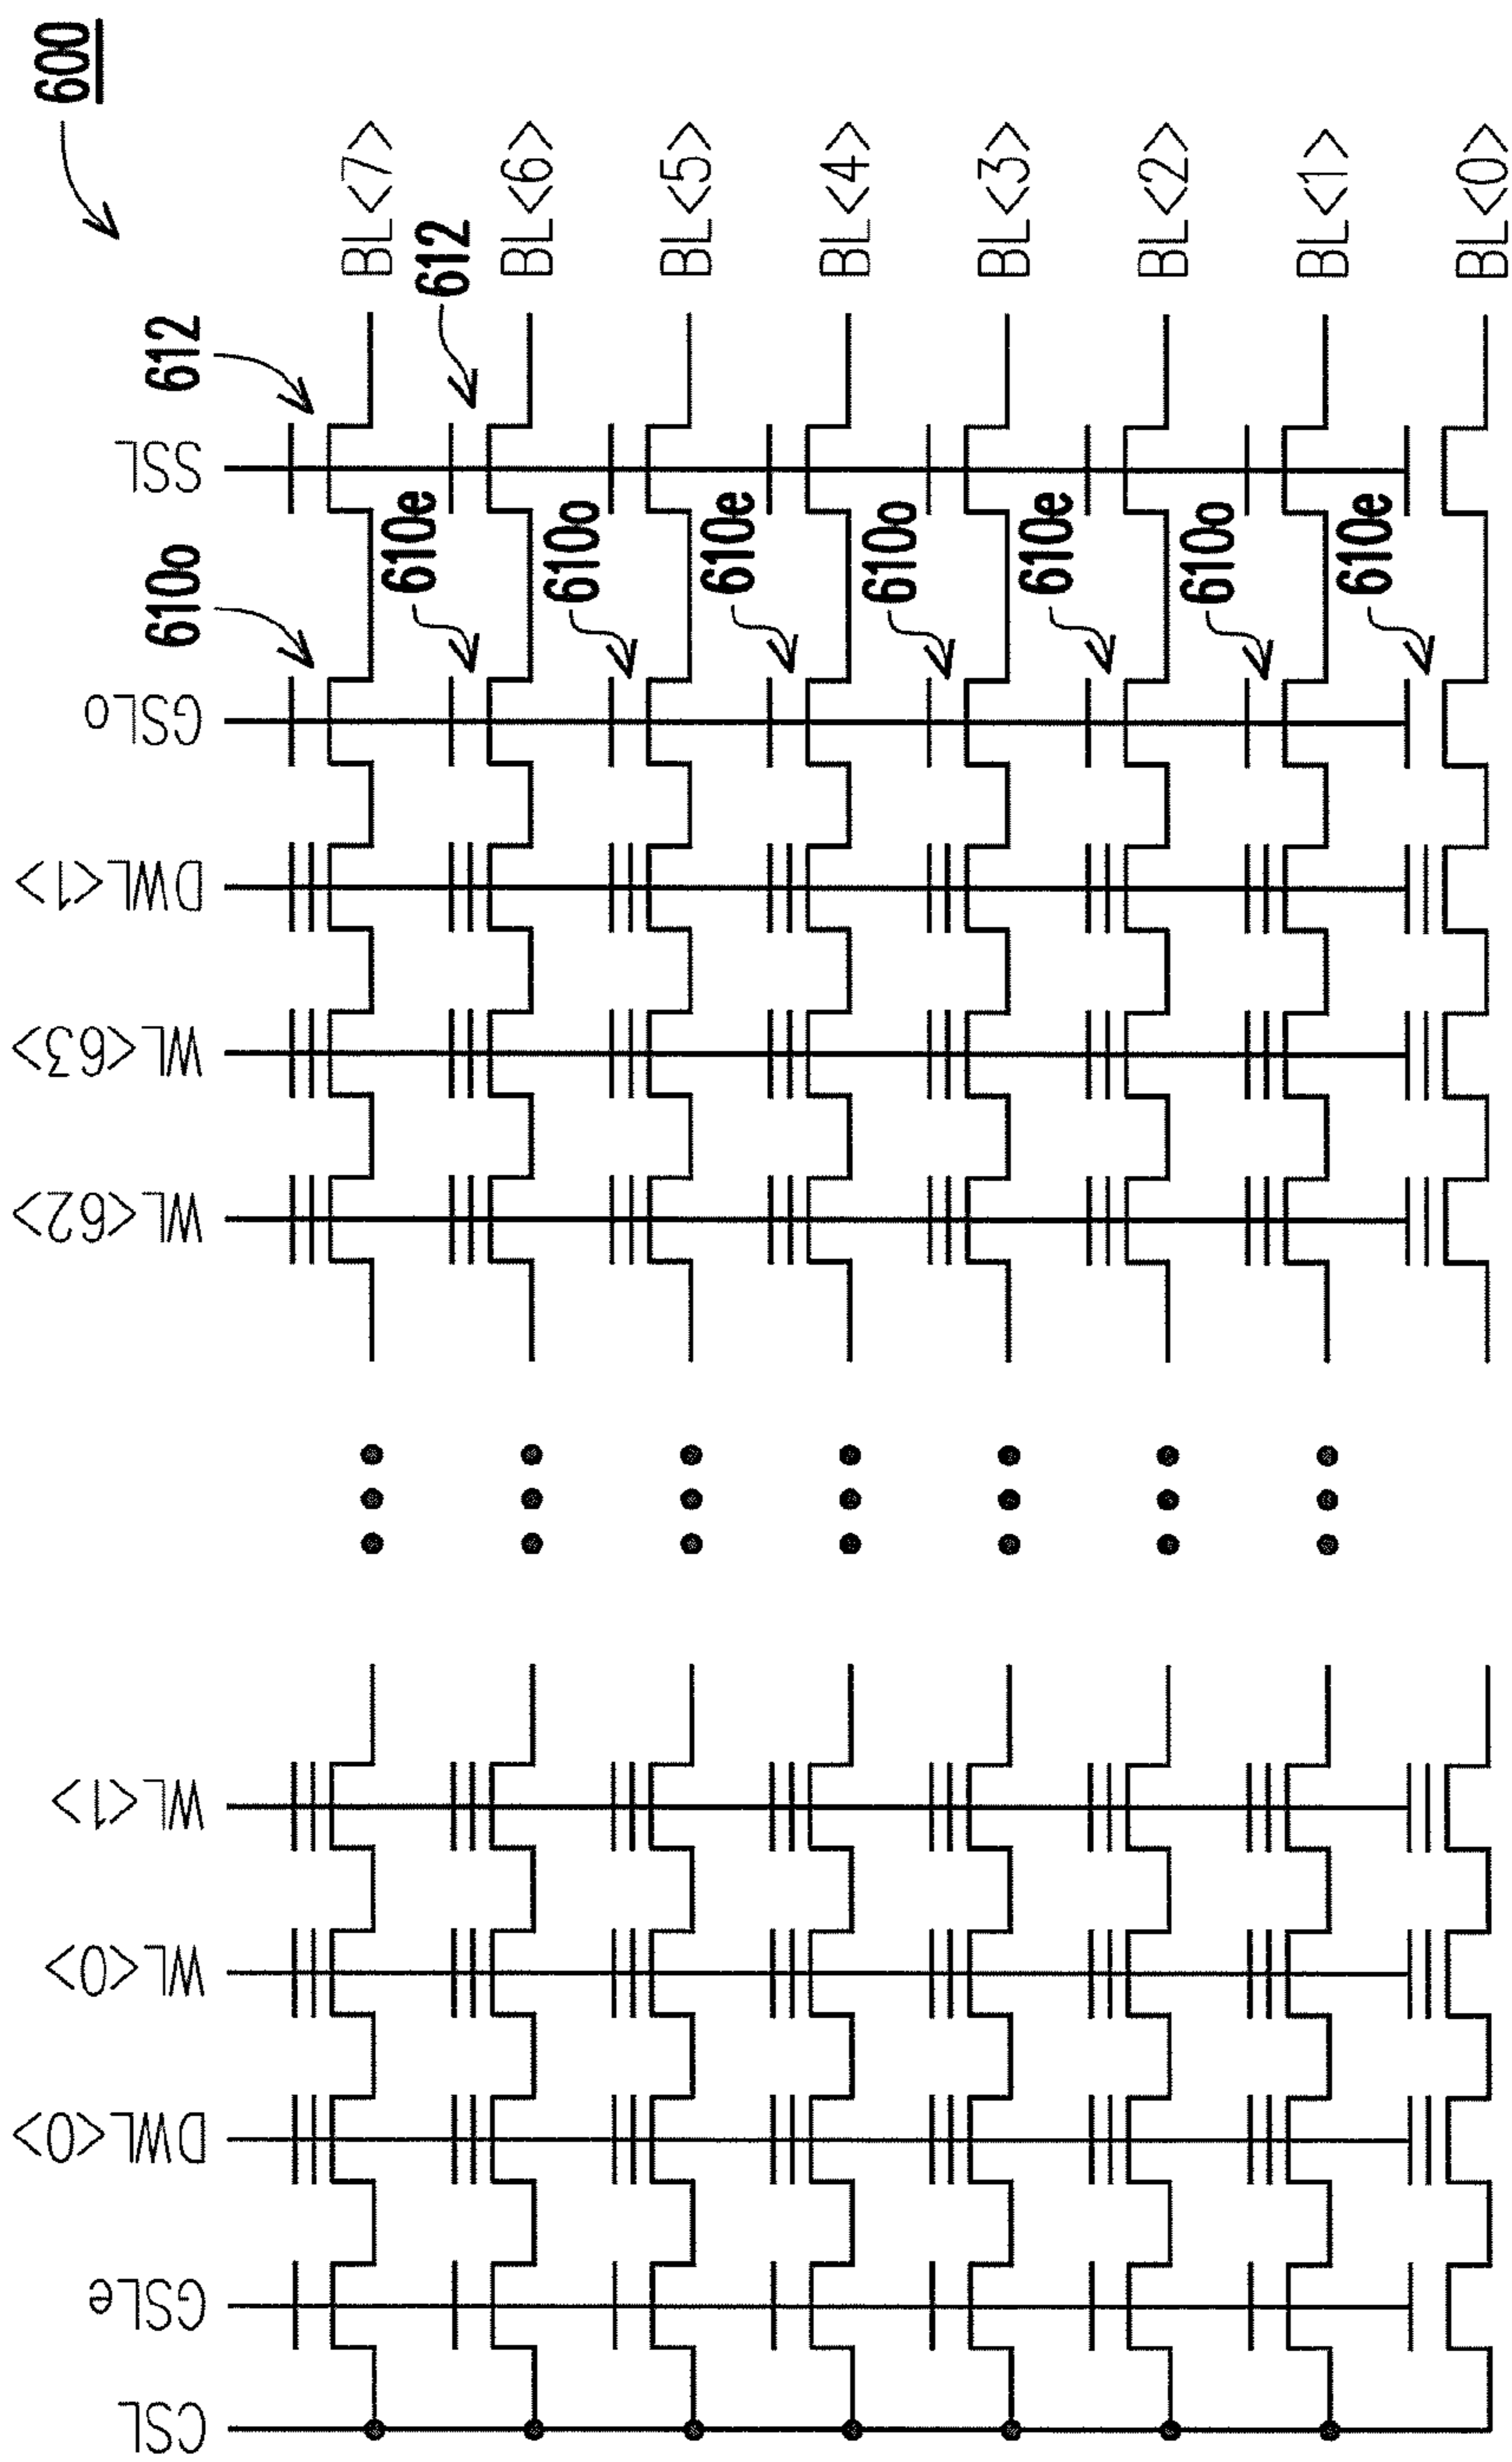 600
612
SSL
BL<7>
612
BL<6>
BL<5>
BL<4>
BL<3>
BL<2>
BL<1>
BL<0>
610o
GSLo
610e
610o
610e
610o
610e
610o
610e
DWL<1>
WL<63>
WL<62>
WL<1>
WL<0>
DWL<0>
GSLe
CSL